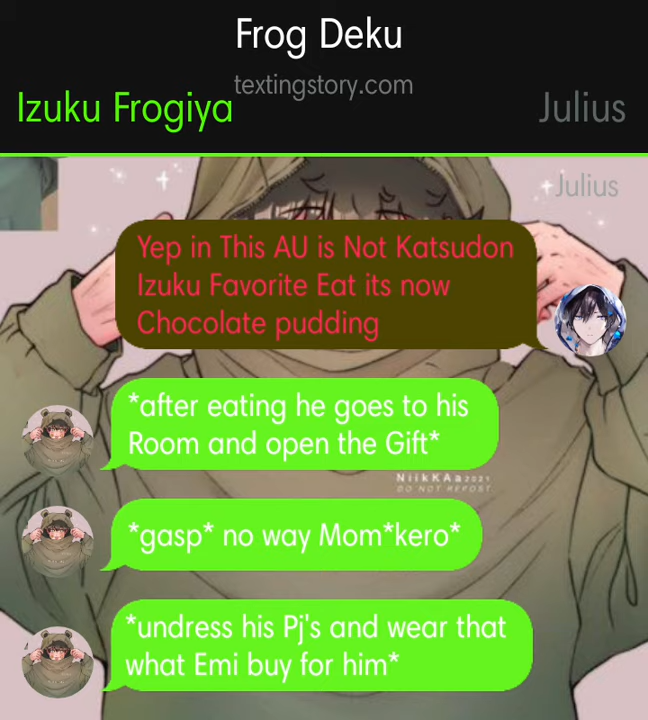 Frog Deku
textingstory.com
Izuku Frogiya
Julius
Julius
Yep in This AU is Not Katsudon
Izuku Favorite Eat its now
Chocolate pudding
*after eating he goes to his
Room and open the Gift*
NiikKAa2021
DO NOT REPOST
*gasp* no way Mom*kero*
*undress his Pj's and wear that
what Emi buy for him*